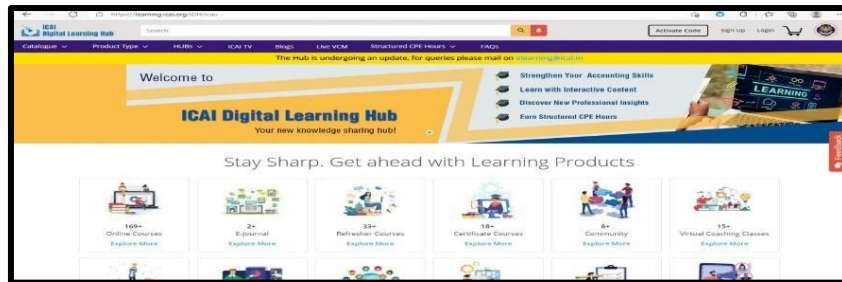 https://learning.icai.org/iDH/icai/
ICAI
Digital Learning Hub
Search
Activate Code
Sign Up
Login
Catalogue
Product Type
HUBs
ICAI TV
Blogs
Live VCM
Structured CPE Hours
FAQs
The Hub is undergoing an update, for queries please mail on elearning@icai.in
Welcome to
ICAI Digital Learning Hub
Your new knowledge sharing hub!
Strengthen Your Accounting Skills
Learn with Interactive Content
Discover New Professional Insights
Earn Structured CPE Hours
LEARNING
Feedback
Stay Sharp. Get ahead with Learning Products
169+
Online Courses
Explore More
2+
E-Journal
Explore More
33+
Refresher Courses
Explore More
18+
Certificate Courses
Explore More
8+
Community
Explore More
15+
Virtual Coaching Classes
Explore More